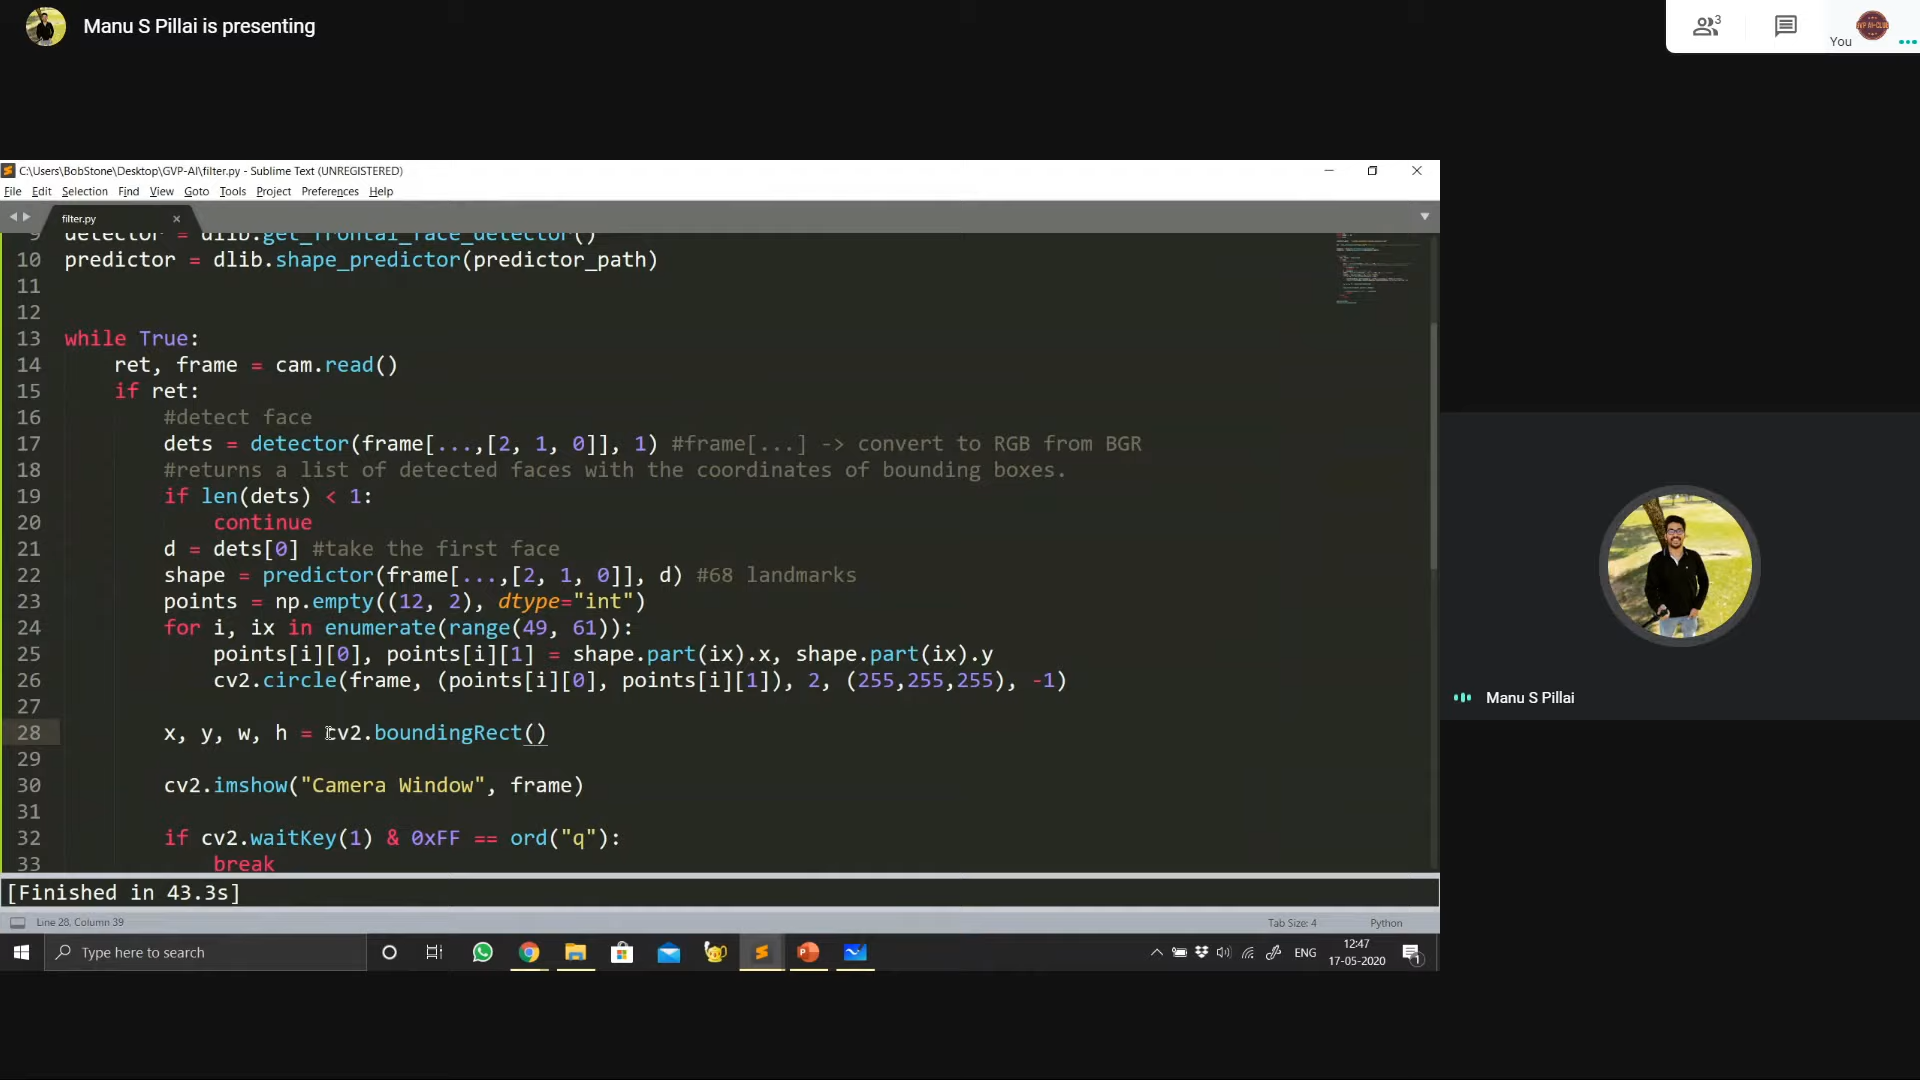 Manu S Pillai is presenting
3
You
C:\Users\BobStone\Desktop\GVP-AI\filter.py - Sublime Text (UNREGISTERED)
File Edit Selection Find View Goto Tools Project Preferences Help
filter.py
9 detector = dlib.get_frontal_face_detector()
10 predictor = dlib.shape_predictor(predictor_path)
11
12
13 while True:
14 ret, frame = cam.read()
15 if ret:
16 #detect face
17 dets = detector(frame[...,[2, 1, 0]], 1) #frame[...] -> convert to RGB from BGR
18 #returns a list of detected faces with the coordinates of bounding boxes.
19 if len(dets) < 1:
20 continue
21 d = dets[0] #take the first face
22 shape = predictor(frame[...,[2, 1, 0]], d) #68 landmarks
23 points = np.empty((12, 2), dtype="int")
24 for i, ix in enumerate(range(49, 61)):
25 points[i][0], points[i][1] = shape.part(ix).x, shape.part(ix).y
26 cv2.circle(frame, (points[i][0], points[i][1]), 2, (255,255,255), -1)
27
28 x, y, w, h = cv2.boundingRect()
29
30 cv2.imshow("Camera Window", frame)
31
32 if cv2.waitKey(1) & 0xFF == ord("q"):
33 break
[Finished in 43.3s]
Line 28, Column 39
Tab Size: 4 Python
Type here to search
ENG
12:47
17-05-2020
1
Manu S Pillai